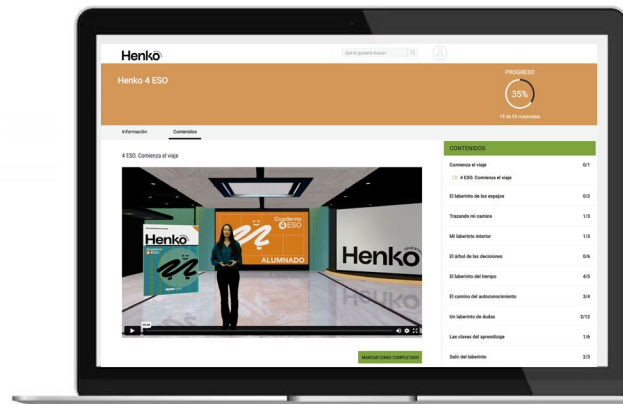 Henko
¿Qué te gustaría buscar?
Henko 4 ESO
PROGRESO
35%
19 de 54 materiales
Información
Contenidos
4 ESO. Comienza el viaje
CONTENIDOS
Comienza el viaje 0/1
4 ESO. Comienza el viaje
El laberinto de los espejos 0/2
Trazando mi camino 1/3
Mi laberinto interior 1/3
El árbol de las decisiones 0/6
El laberinto del tiempo 4/5
El camino del autoconocimiento 3/4
Un laberinto de dudas 2/12
Las claves del aprendizaje 1/6
Salir del laberinto 2/3
Cuaderno
4 ESO
ALUMNADO
Henko
Henko
MARCAR COMO COMPLETADO